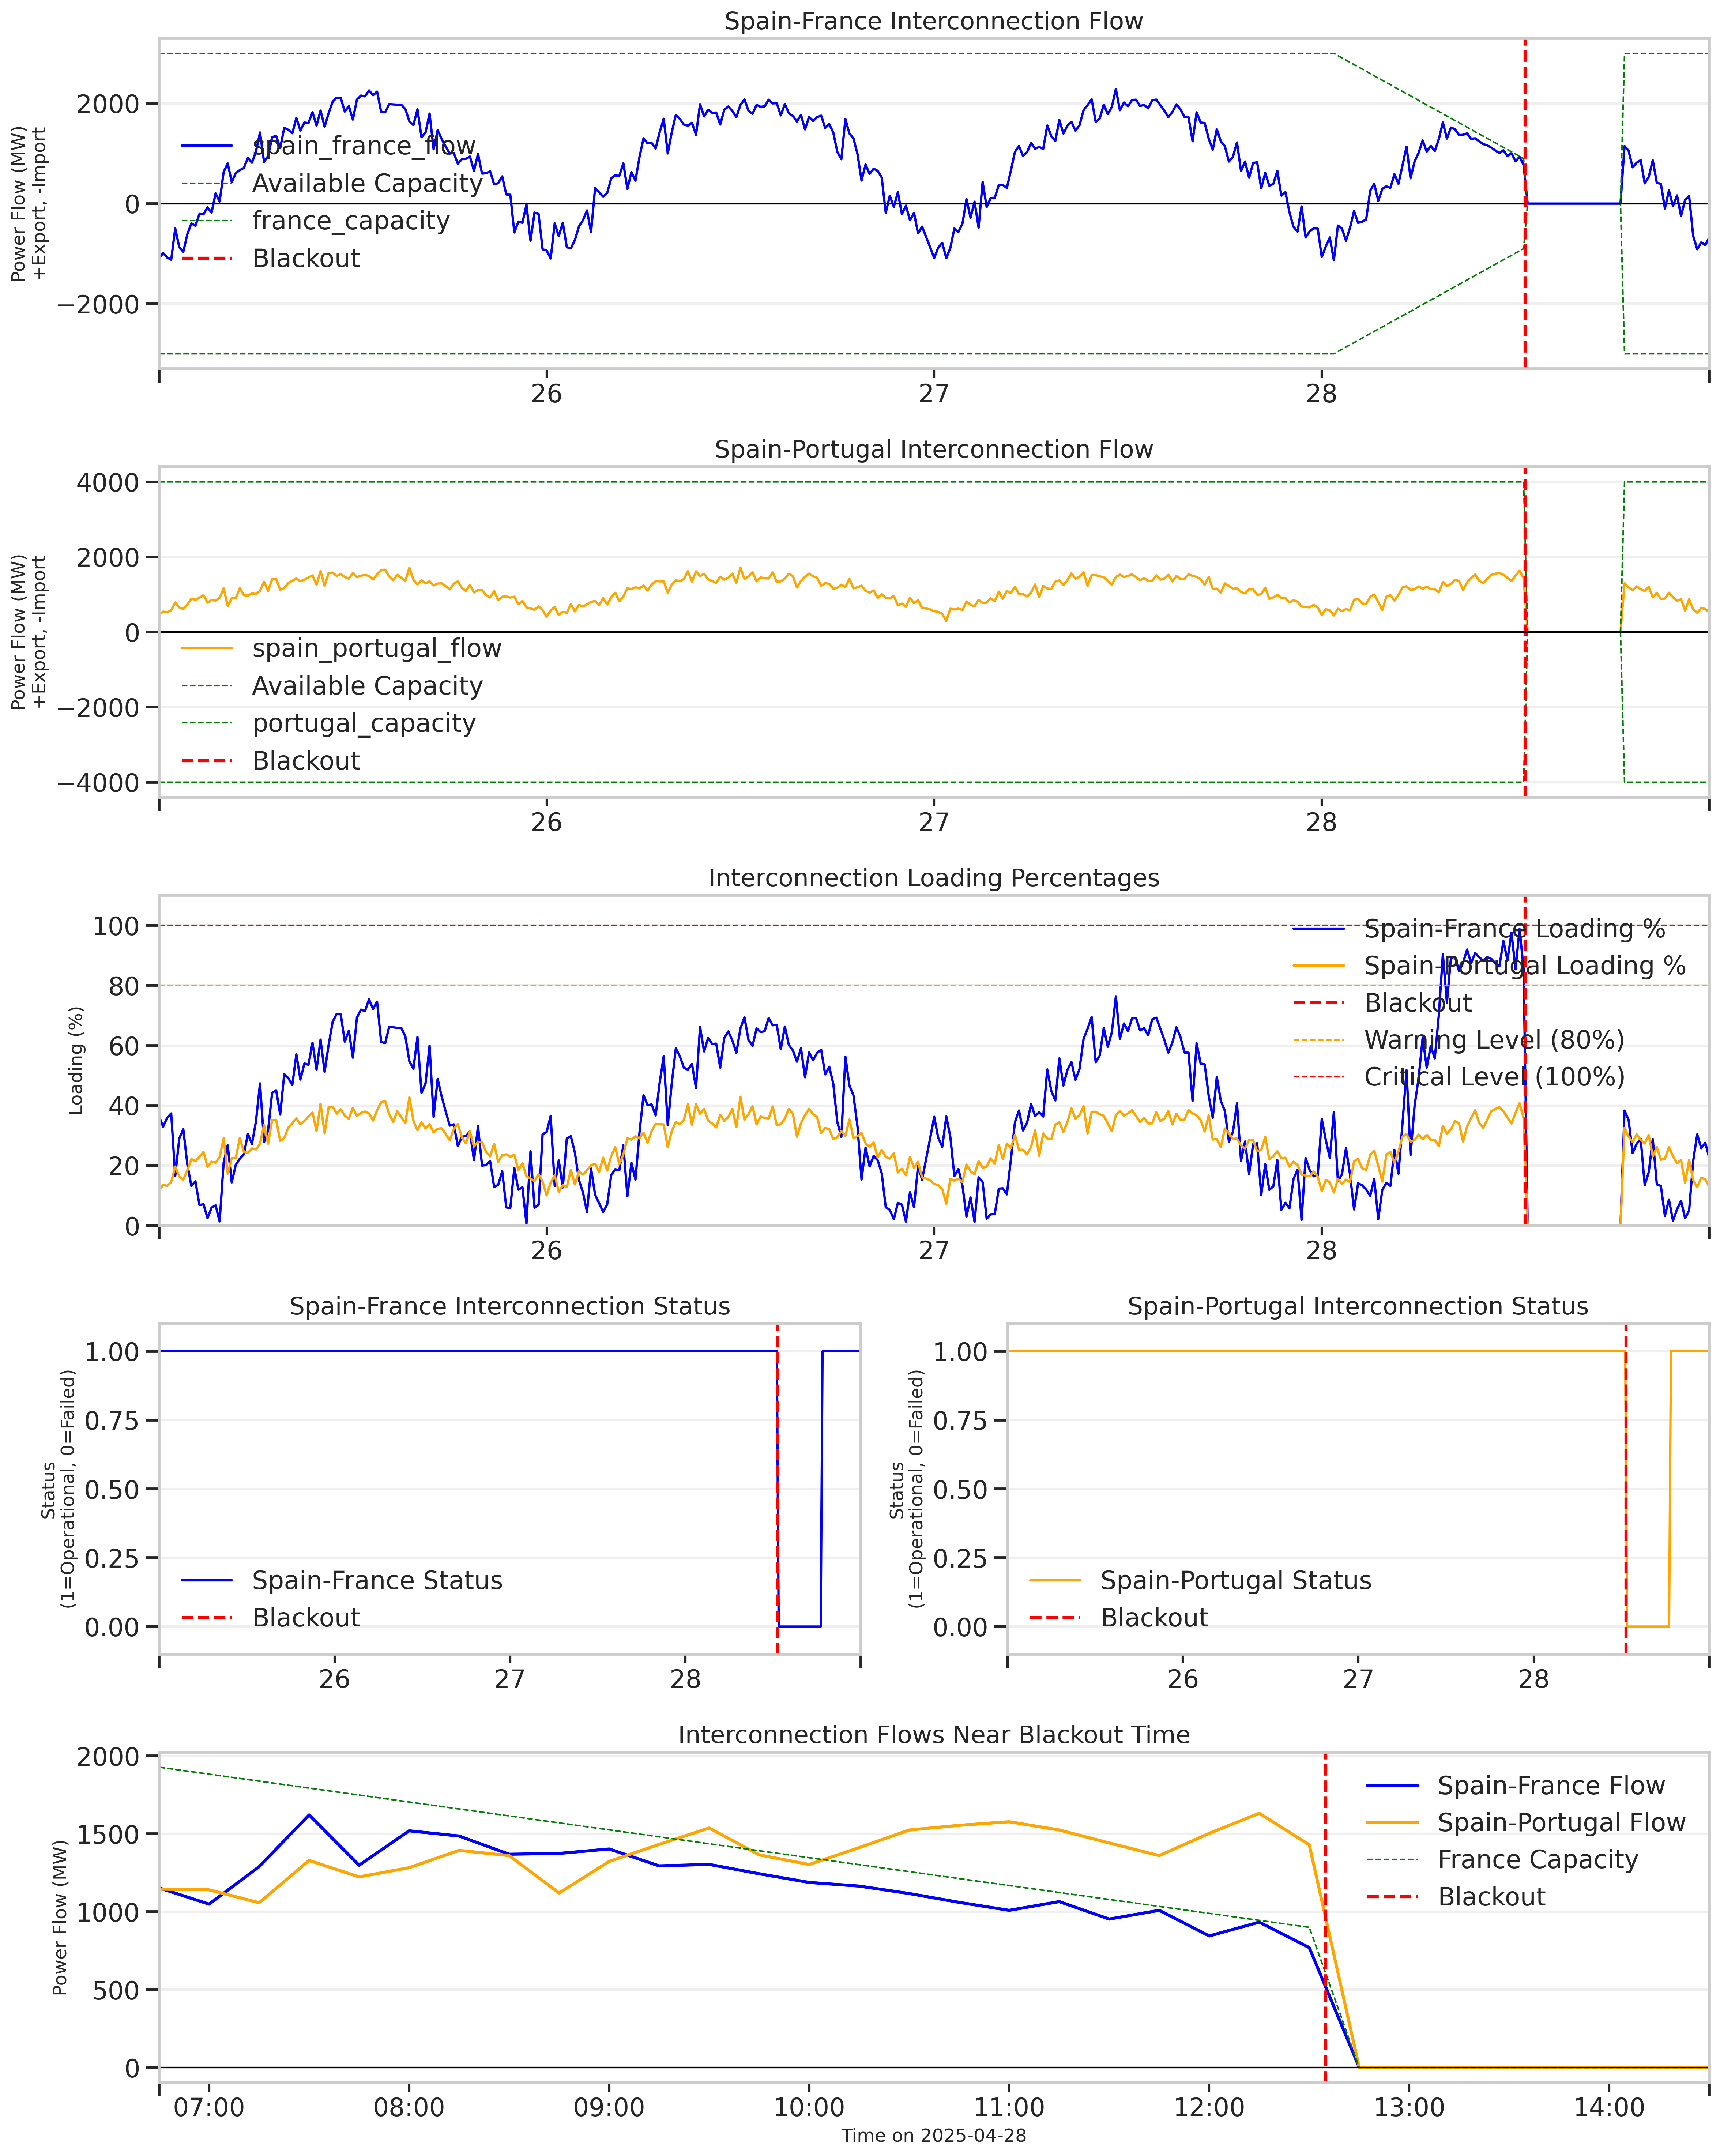 Spain-France Interconnection Flow
Power Flow (MW)
+Export, -Import
2000
0
−2000
spain_france_flow
Available Capacity
france_capacity
Blackout
26
27
28
Spain-Portugal Interconnection Flow
Power Flow (MW)
+Export, -Import
4000
2000
0
−2000
−4000
spain_portugal_flow
Available Capacity
portugal_capacity
Blackout
26
27
28
Interconnection Loading Percentages
Loading (%)
100
80
60
40
20
0
Spain-France Loading %
Spain-Portugal Loading %
Blackout
Warning Level (80%)
Critical Level (100%)
26
27
28
Spain-France Interconnection Status
Status
(1=Operational, 0=Failed)
1.00
0.75
0.50
0.25
0.00
Spain-France Status
Blackout
26
27
28
Spain-Portugal Interconnection Status
Status
(1=Operational, 0=Failed)
1.00
0.75
0.50
0.25
0.00
Spain-Portugal Status
Blackout
26
27
28
Interconnection Flows Near Blackout Time
Power Flow (MW)
2000
1500
1000
500
0
Spain-France Flow
Spain-Portugal Flow
France Capacity
Blackout
07:00
08:00
09:00
10:00
11:00
12:00
13:00
14:00
Time on 2025-04-28